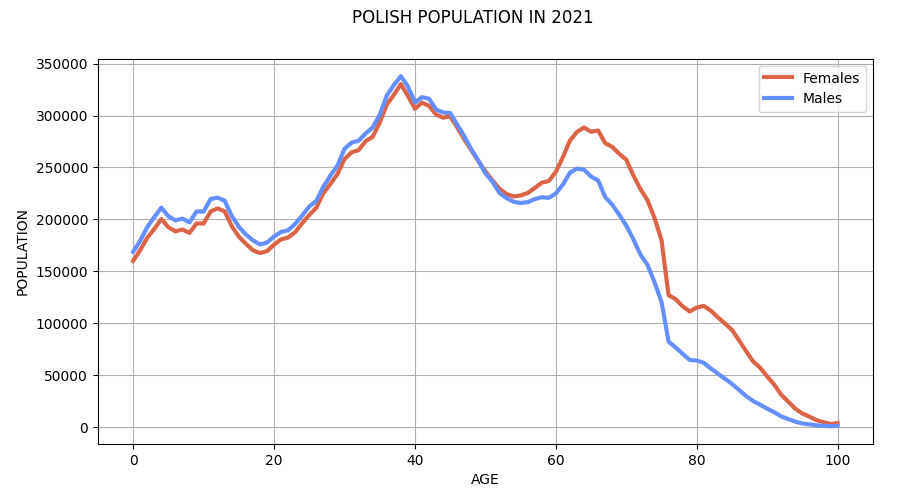 POLISH POPULATION IN 2021
350000
300000
250000
200000
150000
100000
50000
0
POPULATION
Females
Males
0 20 40 60 80 100
AGE